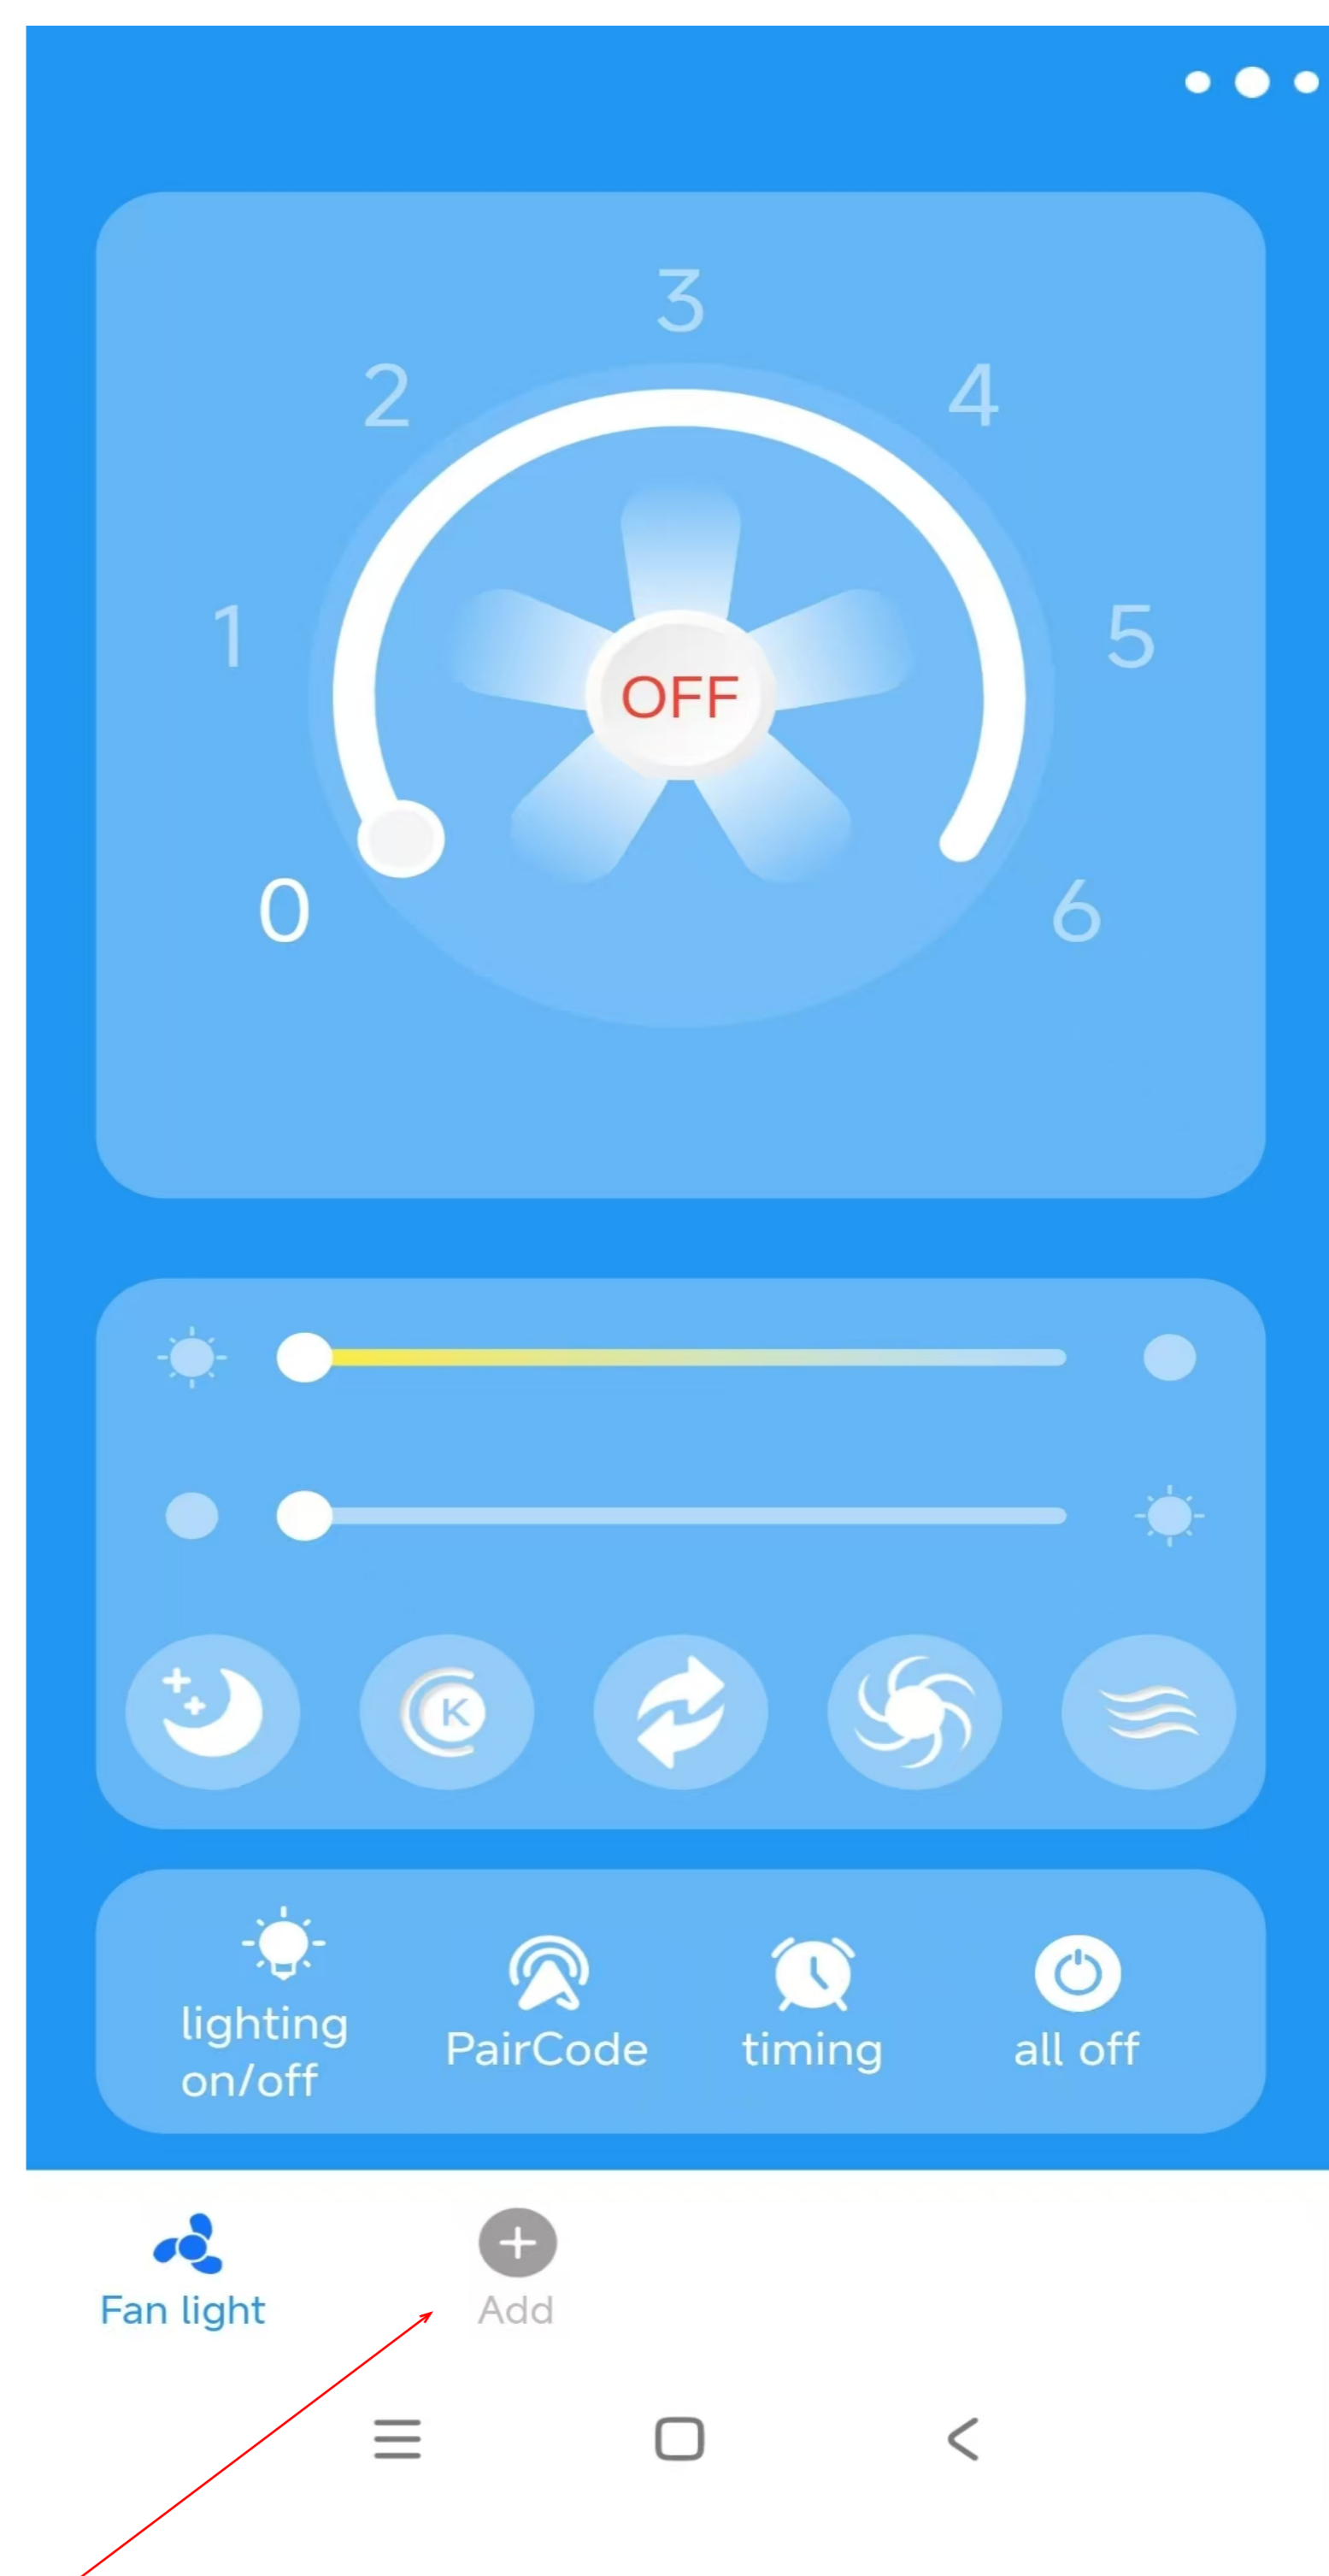 3
2
4
1
5
OFF
0
6
K
lighting
on/off
PairCode
timing
all off
Fan light
Add